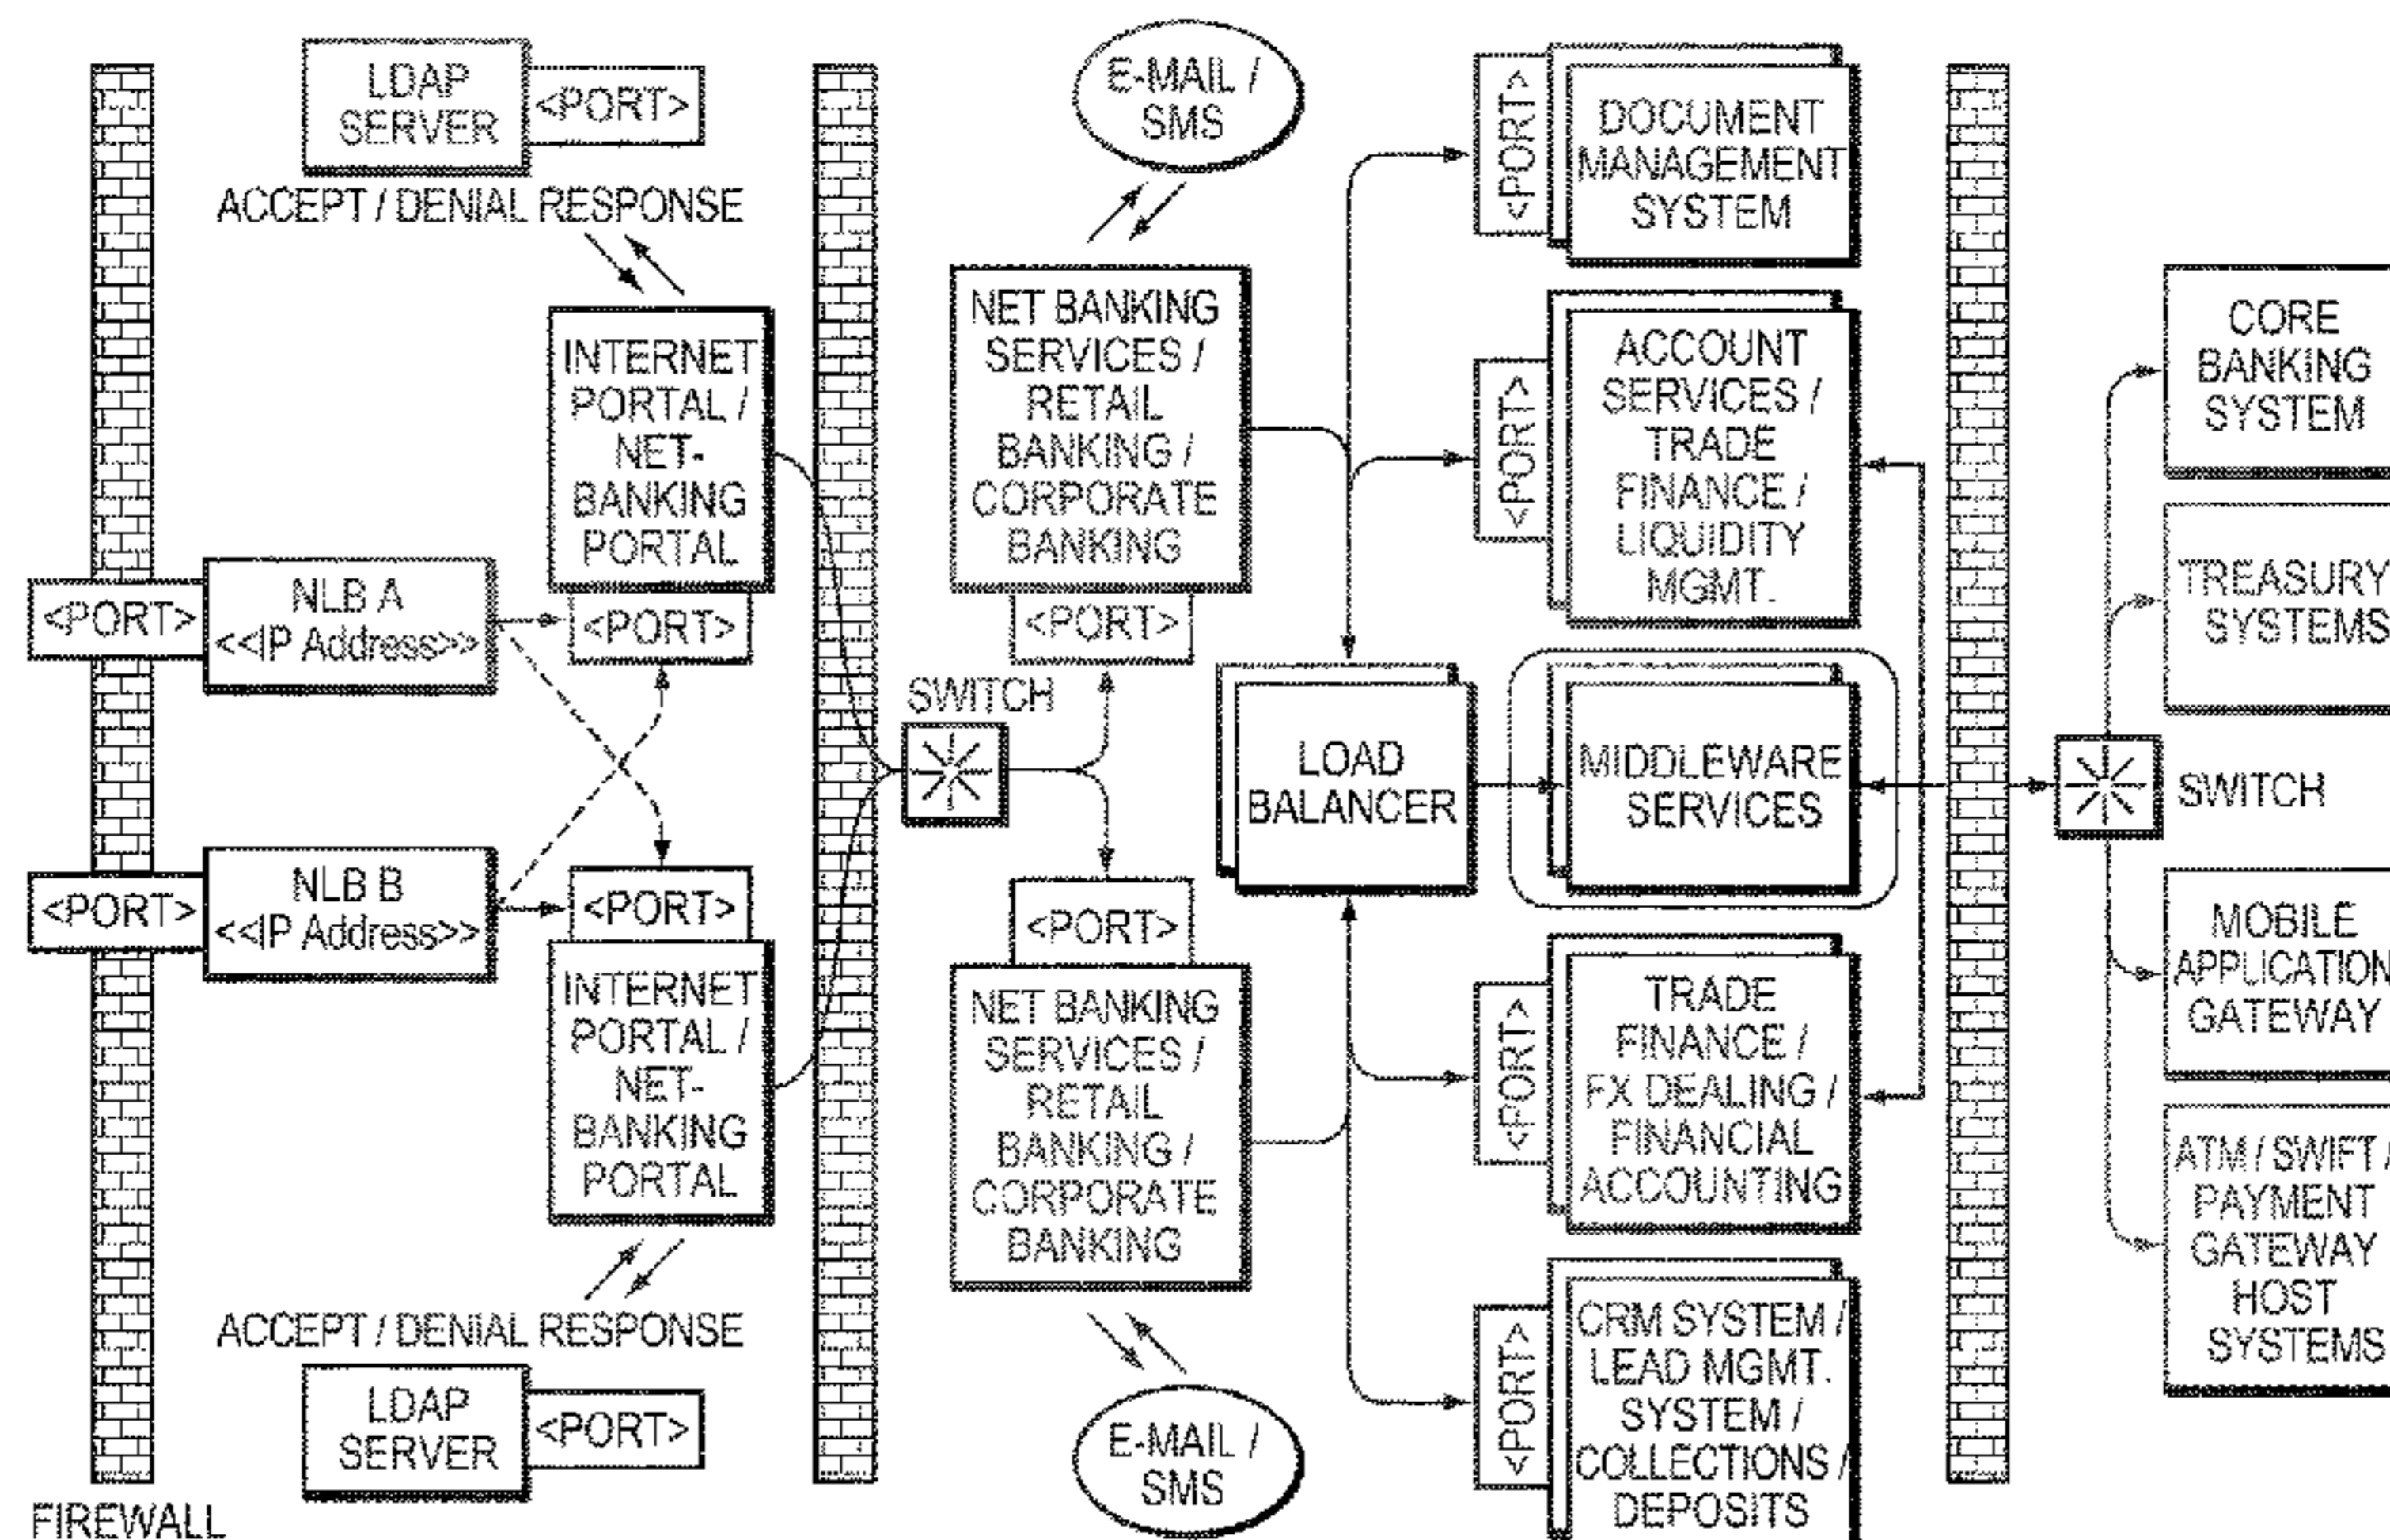 LDAP
SERVER
<PORT>
ACCEPT / DENIAL RESPONSE
INTERNET
PORTAL /
NET-
BANKING
PORTAL
<PORT>
<PORT>
NLB A
<<IP Address>>
<PORT>
NLB B
<<IP Address>>
<PORT>
INTERNET
PORTAL /
NET-
BANKING
PORTAL
ACCEPT / DENIAL RESPONSE
LDAP
SERVER
<PORT>
FIREWALL
E-MAIL /
SMS
NET BANKING
SERVICES /
RETAIL
BANKING /
CORPORATE
BANKING
<PORT>
SWITCH
<PORT>
NET BANKING
SERVICES /
RETAIL
BANKING /
CORPORATE
BANKING
E-MAIL /
SMS
LOAD
BALANCER
<PORT>
DOCUMENT
MANAGEMENT
SYSTEM
<PORT>
ACCOUNT
SERVICES /
TRADE
FINANCE /
LIQUIDITY
MGMT.
MIDDLEWARE
SERVICES
<PORT>
TRADE
FINANCE /
FX DEALING /
FINANCIAL
ACCOUNTING
<PORT>
CRM SYSTEM /
LEAD MGMT.
SYSTEM /
COLLECTIONS /
DEPOSITS
CORE
BANKING
SYSTEM
TREASURY
SYSTEMS
SWITCH
MOBILE
APPLICATION
GATEWAY
ATM / SWIFT /
PAYMENT
GATEWAY
HOST
SYSTEMS